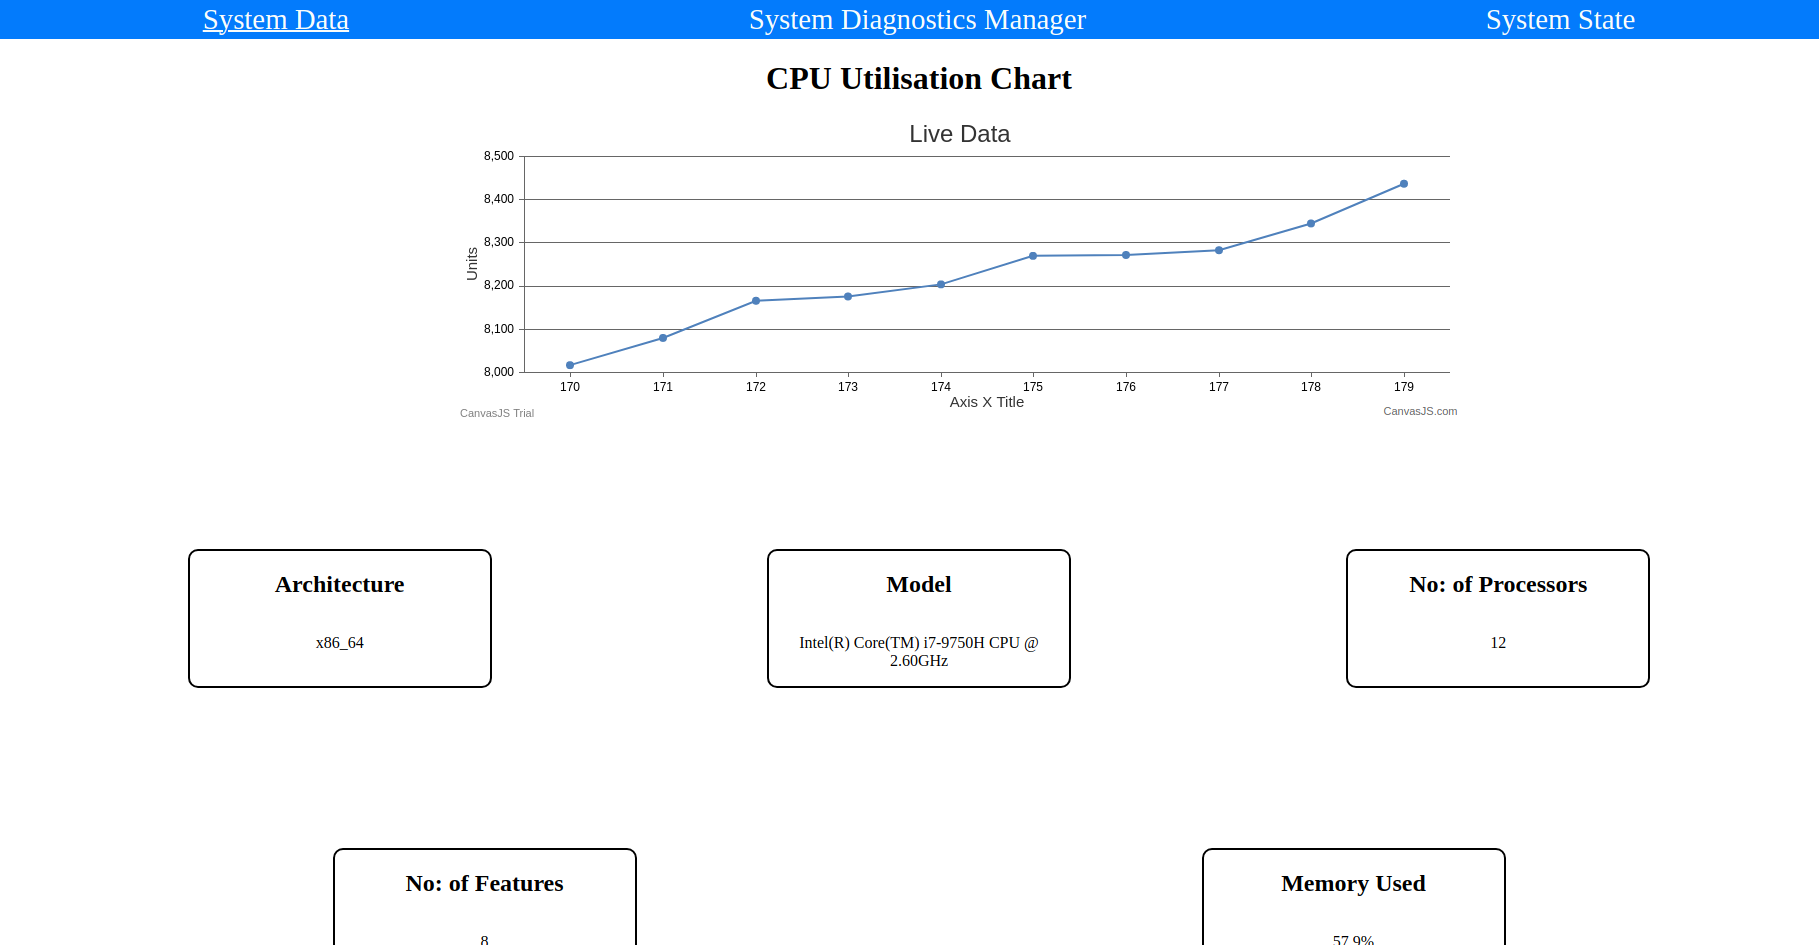 System Data
System Diagnostics Manager
System State
CPU Utilisation Chart
Live Data
8,500
8,400
8,300
8,200
8,100
8,000
Units
170
171
172
173
174
175
176
177
178
179
Axis X Title
CanvasJS Trial
CanvasJS.com
Architecture
x86_64
Model
Intel(R) Core(TM) i7-9750H CPU @
2.60GHz
No: of Processors
12
No: of Features
8
Memory Used
57.9%